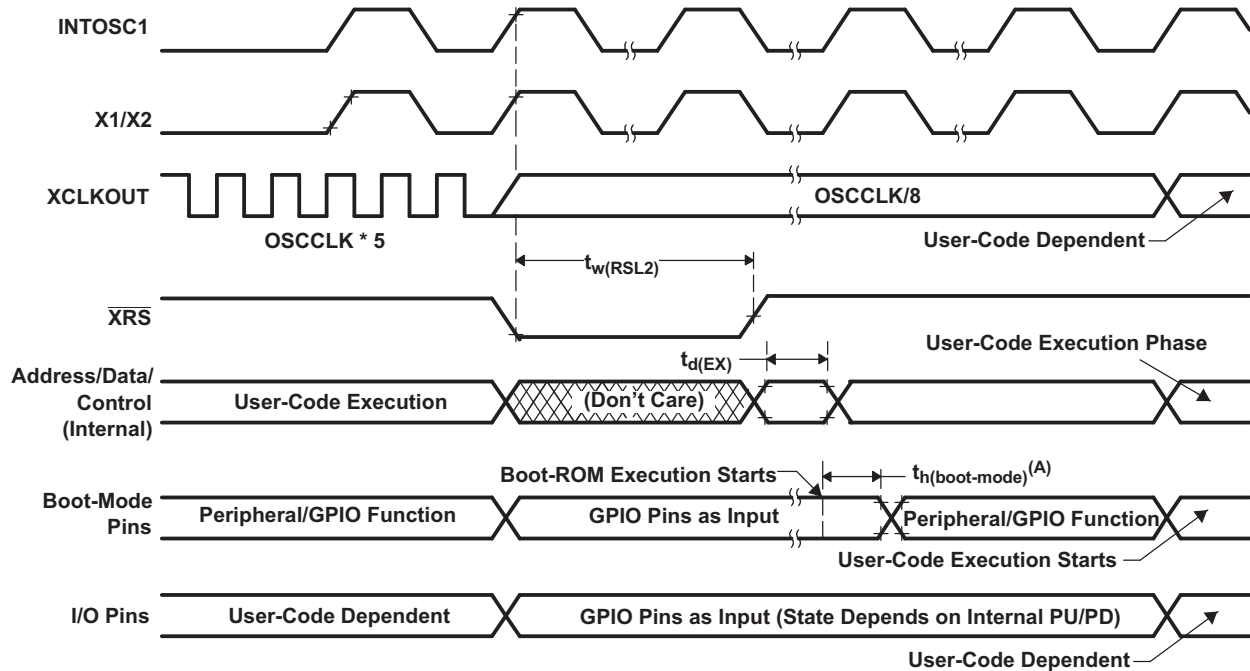 INTOSC1
X1/X2
XCLKOUT
OSCCLK * 5
OSCCLK/8
User-Code Dependent
tw(RSL2)
XRS
td(EX)
User-Code Execution Phase
Address/Data/
Control
(Internal)
User-Code Execution
(Don't Care)
Boot-ROM Execution Starts
th(boot-mode)(A)
Boot-Mode
Pins
Peripheral/GPIO Function
GPIO Pins as Input
Peripheral/GPIO Function
User-Code Execution Starts
I/O Pins
User-Code Dependent
GPIO Pins as Input (State Depends on Internal PU/PD)
User-Code Dependent